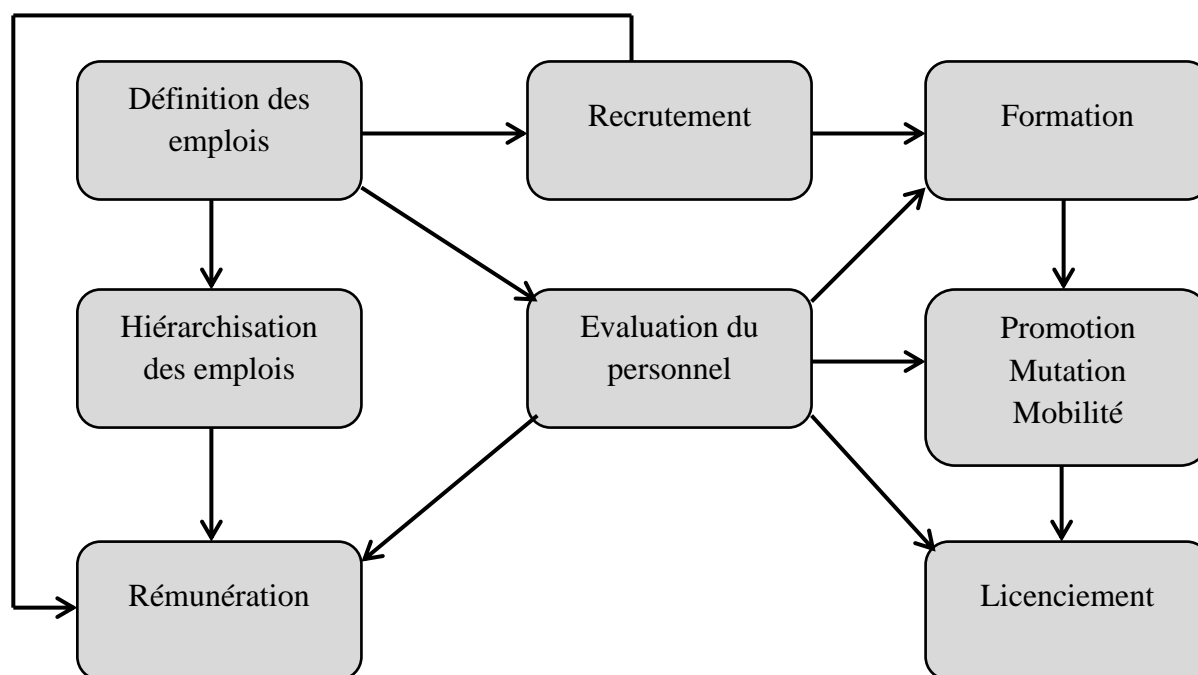 Définition des
emplois
Recrutement
Formation
Hiérarchisation
des emplois
Evaluation du
personnel
Promotion
Mutation
Mobilité
Rémunération
Licenciement